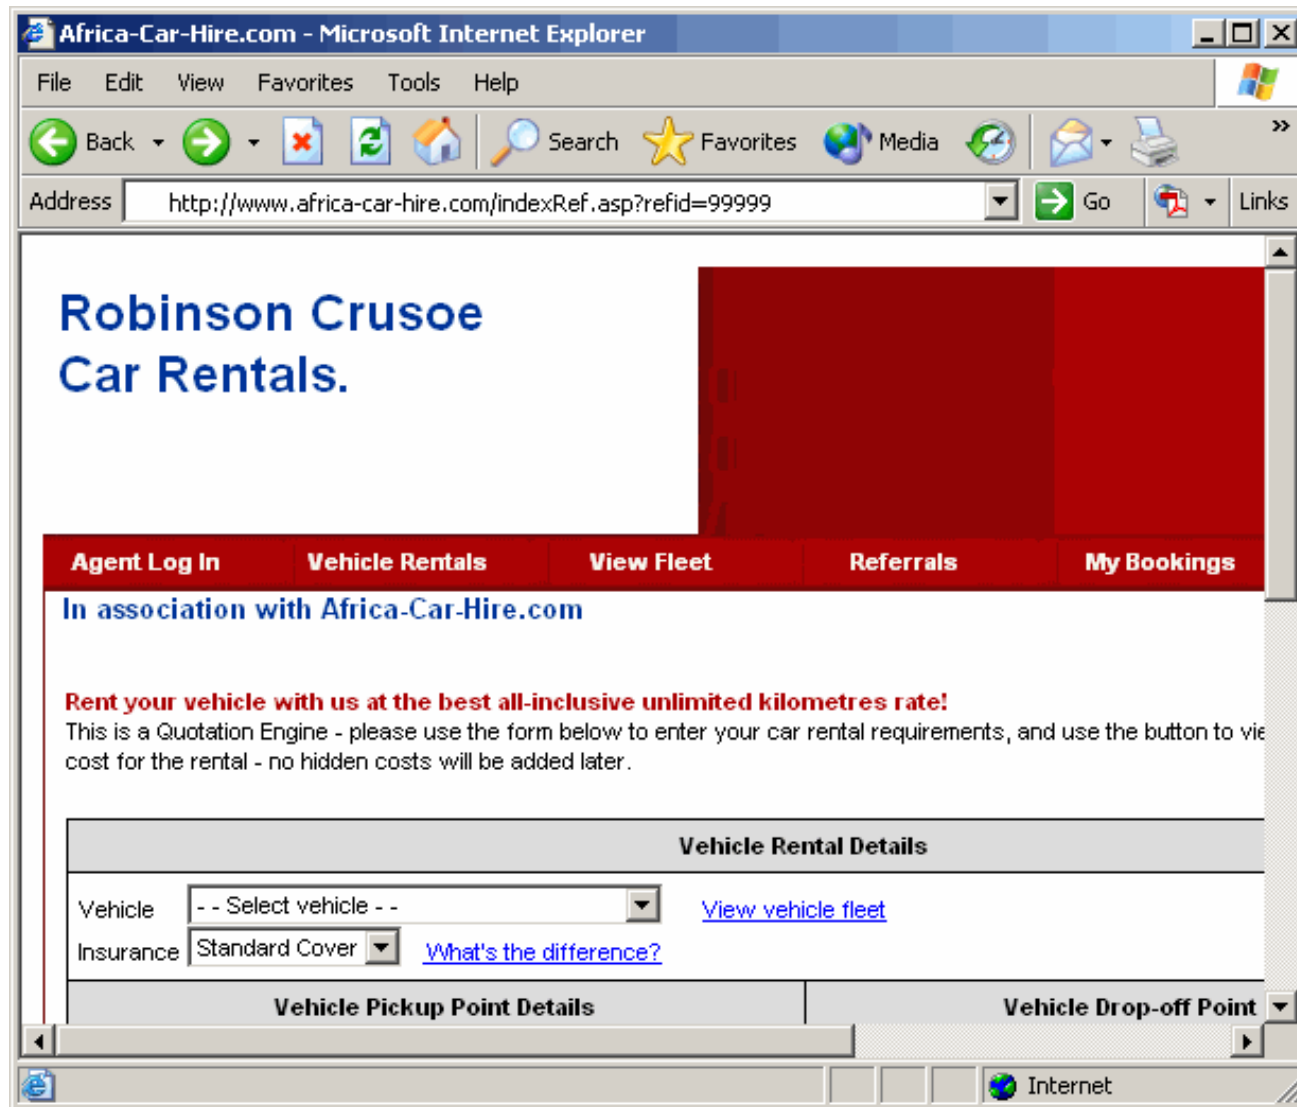 Africa-Car-Hire.com - Microsoft Internet Explorer
File Edit View Favorites Tools Help
Back Search Favorites Media »
Address http://www.africa-car-hire.com/indexRef.asp?refid=99999 Go Links
Robinson Crusoe
Car Rentals.
Agent Log In Vehicle Rentals View Fleet Referrals My Bookings
In association with Africa-Car-Hire.com
Rent your vehicle with us at the best all-inclusive unlimited kilometres rate!
This is a Quotation Engine - please use the form below to enter your car rental requirements, and use the button to vie
cost for the rental - no hidden costs will be added later.
Vehicle Rental Details
Vehicle - - Select vehicle - - View vehicle fleet
Insurance Standard Cover What's the difference?
Vehicle Pickup Point Details Vehicle Drop-off Point
Internet